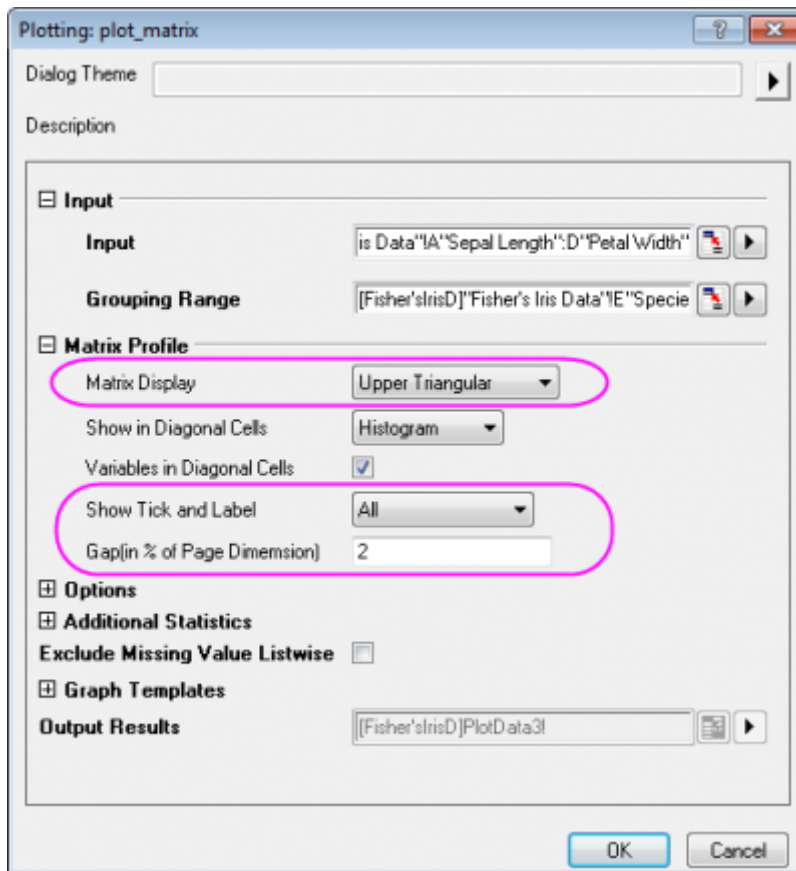 Plotting: plot_matrix
Dialog Theme
Description
Input
Input is Data"!A"Sepal Length":D"Petal Width"
Grouping Range [Fisher'sIrisD]"Fisher's Iris Data"!E"Specie
Matrix Profile
Matrix Display Upper Triangular
Show in Diagonal Cells Histogram
Variables in Diagonal Cells
Show Tick and Label All
Gap(in % of Page Dimemsion) 2
Options
Additional Statistics
Exclude Missing Value Listwise
Graph Templates
Output Results [Fisher'sIrisD]PlotData3!
OK Cancel